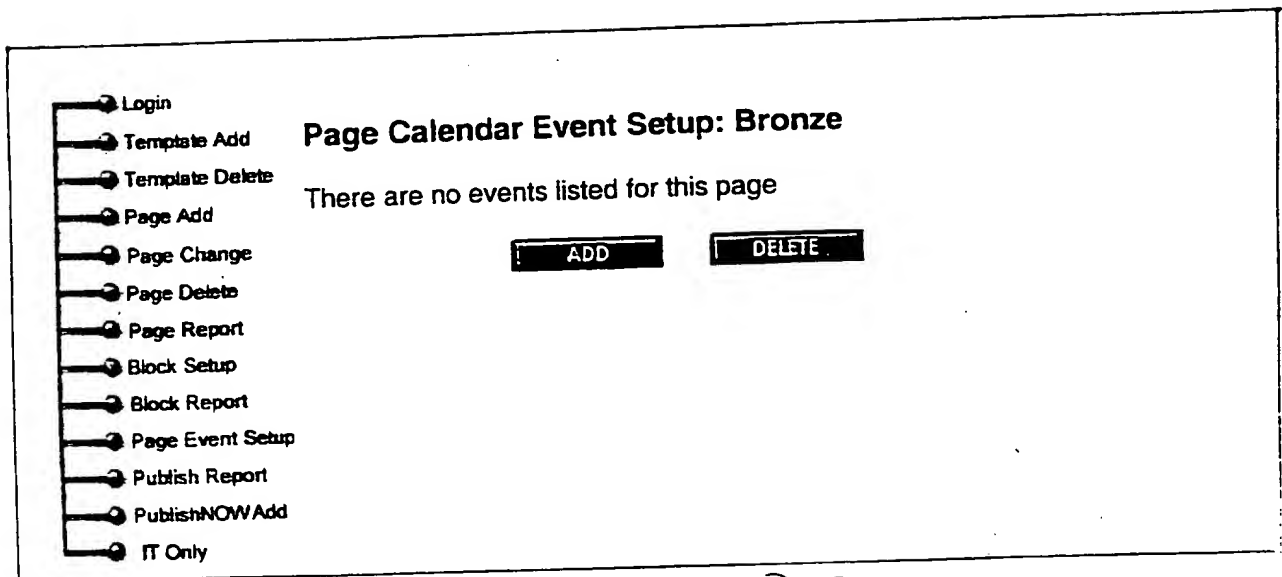 Login
Template Add
Template Delete
Page Add
Page Change
Page Delete
Page Report
Block Setup
Block Report
Page Event Setup
Publish Report
PublishNOWAdd
IT Only
Page Calendar Event Setup: Bronze
There are no events listed for this page
ADD
DELETE